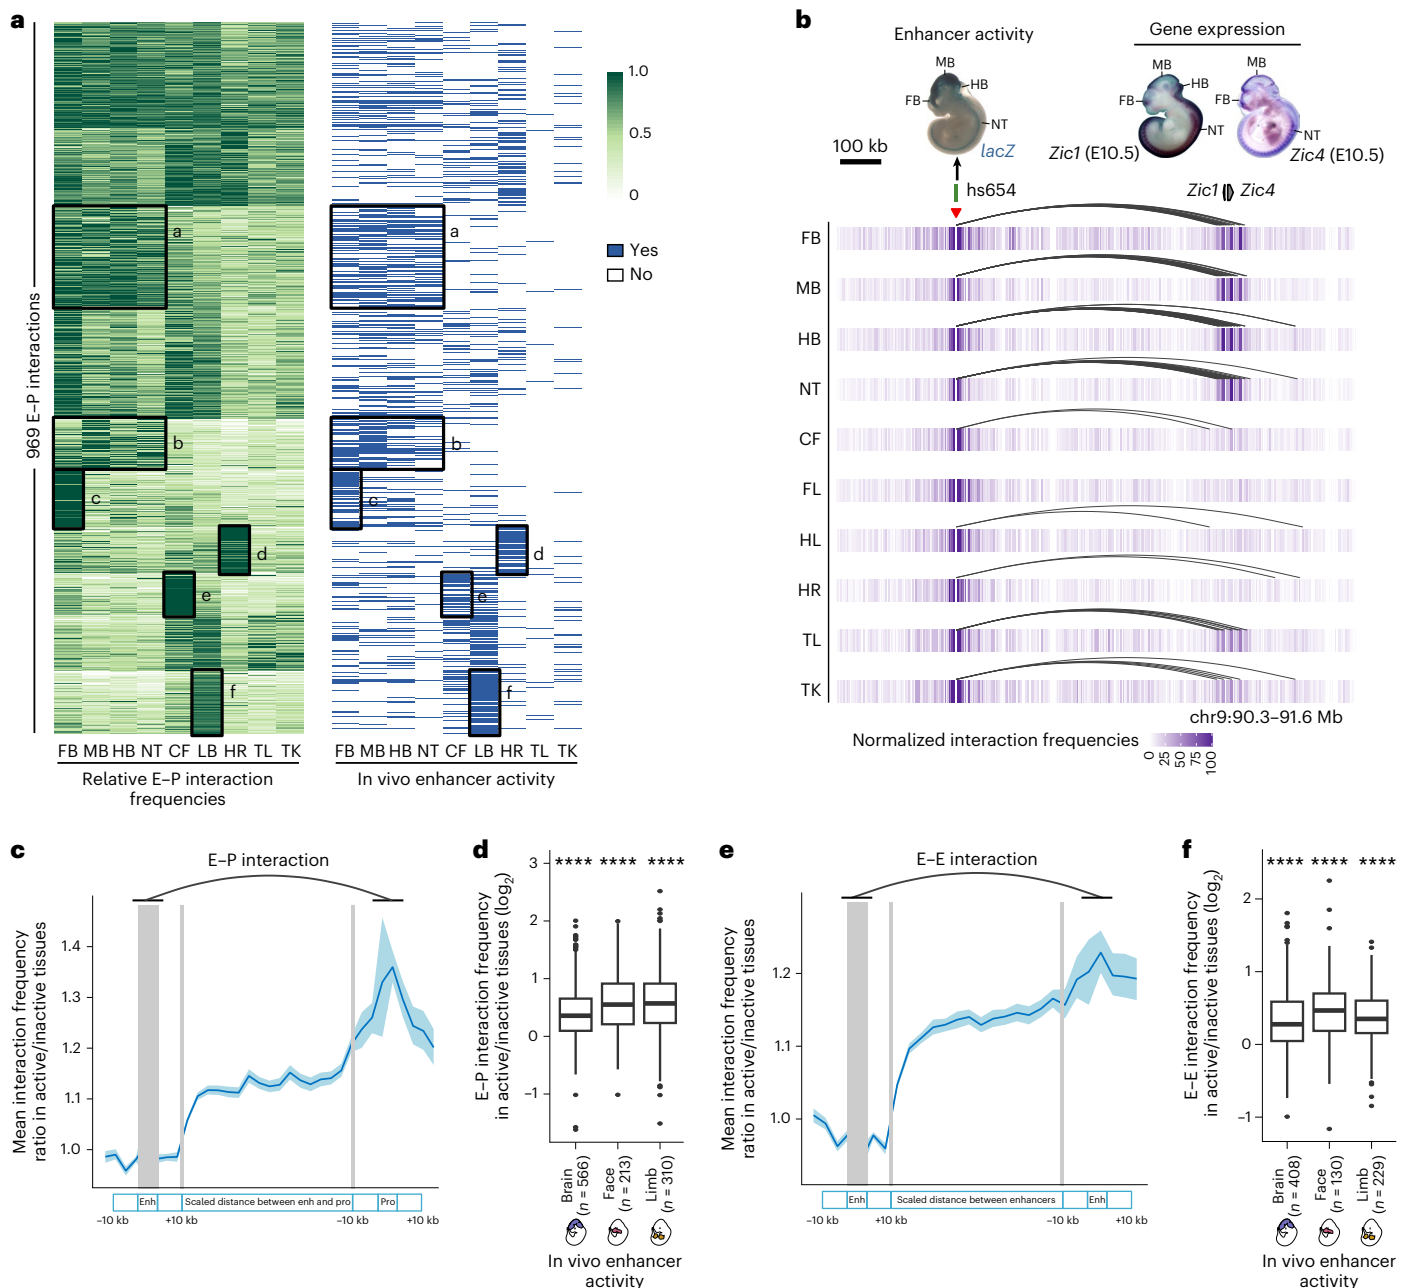 a
969 E–P interactions
a
b
c
d
e
f
FB MB HB NT CF LB HR TL TK
Relative E–P interaction
frequencies
a
b
c
d
e
f
FB MB HB NT CF LB HR TL TK
In vivo enhancer activity
1.0
0.5
0
Yes
No
b
Enhancer activity
Gene expression
MB
HB
FB
NT
lacZ
MB
HB
FB
NT
Zic1 (E10.5)
MB
FB
NT
Zic4 (E10.5)
100 kb
hs654
Zic1
Zic4
FB
MB
HB
NT
CF
FL
HL
HR
TL
TK
chr9:90.3–91.6 Mb
Normalized interaction frequencies
0
25
50
75
100
c
E–P interaction
Mean interaction frequency
ratio in active/inactive tissues
1.4
1.3
1.2
1.1
1.0
Enh
Scaled distance between enh and pro
Pro
–10 kb
+10 kb
–10 kb
+10 kb
d
E–P interaction frequency
in active/inactive tissues (log2)
3
2
1
0
–1
**** **** ****
Brain
(n = 566)
Face
(n = 213)
Limb
(n = 310)
In vivo enhancer
activity
e
E–E interaction
Mean interaction frequency
ratio in active/inactive tissues
1.2
1.1
1.0
Enh
Scaled distance between enhancers
Enh
–10 kb
+10 kb
–10 kb
+10 kb
f
E–E interaction frequency
in active/inactive tissues (log2)
2
1
0
–1
**** **** ****
Brain
(n = 408)
Face
(n = 130)
Limb
(n = 229)
In vivo enhancer
activity